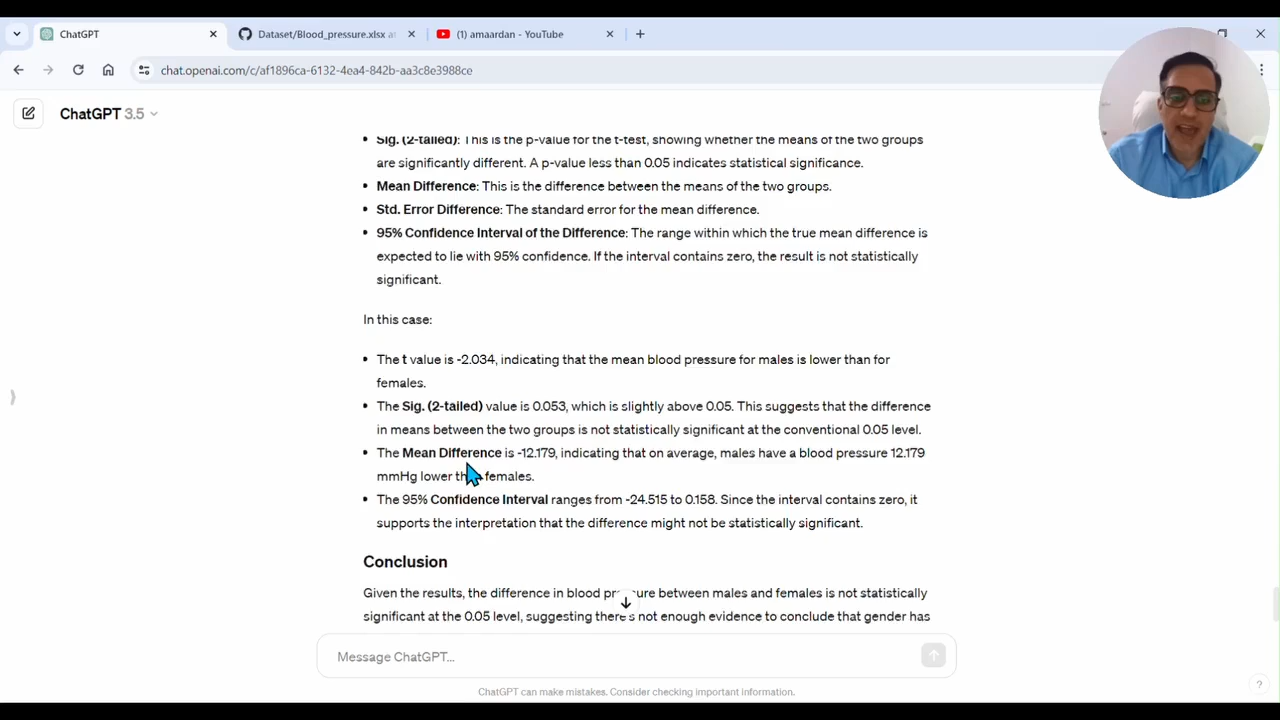 ChatGPT
Dataset/Blood_pressure.xlsx at
(1) amaardan - YouTube
chat.openai.com/c/af1896ca-6132-4ea4-842b-aa3c8e3988ce
ChatGPT 3.5
• Sig. (2-tailed): This is the p-value for the t-test, showing whether the means of the two groups
are significantly different. A p-value less than 0.05 indicates statistical significance.
• Mean Difference: This is the difference between the means of the two groups.
• Std. Error Difference: The standard error for the mean difference.
• 95% Confidence Interval of the Difference: The range within which the true mean difference is
expected to lie with 95% confidence. If the interval contains zero, the result is not statistically
significant.
In this case:
• The t value is -2.034, indicating that the mean blood pressure for males is lower than for
females.
• The Sig. (2-tailed) value is 0.053, which is slightly above 0.05. This suggests that the difference
in means between the two groups is not statistically significant at the conventional 0.05 level.
• The Mean Difference is -12.179, indicating that on average, males have a blood pressure 12.179
mmHg lower than females.
• The 95% Confidence Interval ranges from -24.515 to 0.158. Since the interval contains zero, it
supports the interpretation that the difference might not be statistically significant.
Conclusion
Given the results, the difference in blood pressure between males and females is not statistically
significant at the 0.05 level, suggesting there's not enough evidence to conclude that gender has
Message ChatGPT...
ChatGPT can make mistakes. Consider checking important information.
?